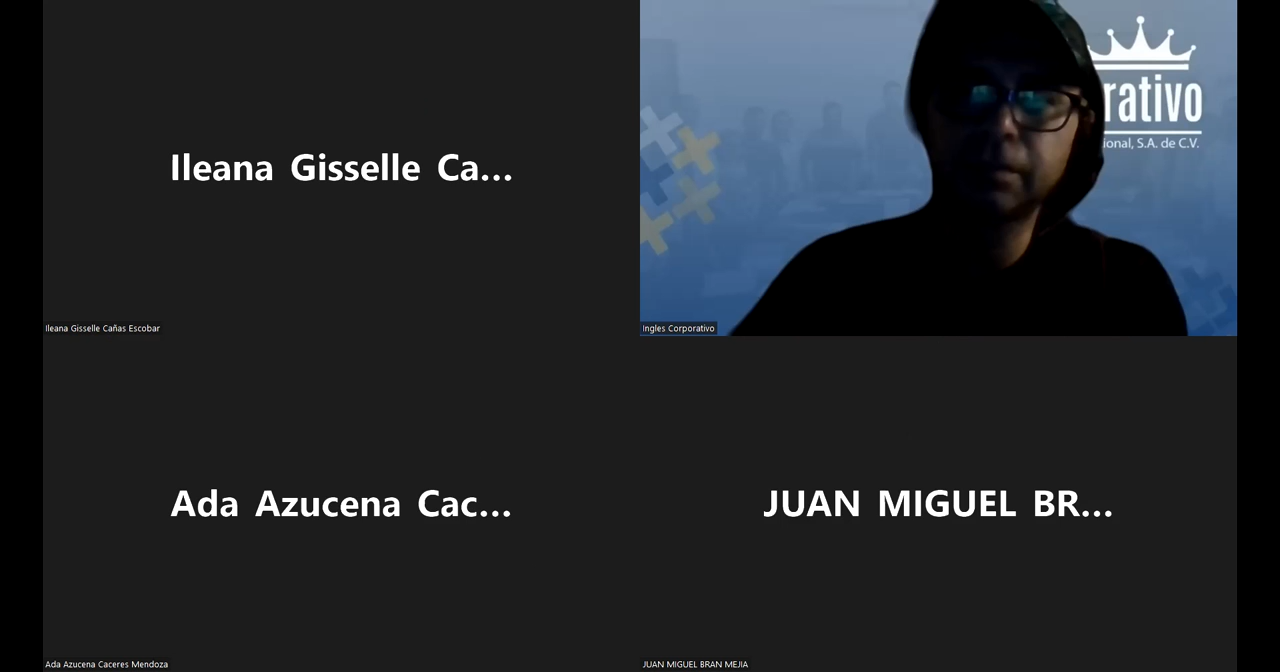 Ileana Gisselle Ca...
Ileana Gisselle Cañas Escobar
rativo
ional, S.A. de C.V.
Ingles Corporativo
Ada Azucena Cac...
Ada Azucena Caceres Mendoza
JUAN MIGUEL BR...
JUAN MIGUEL BRAN MEJIA